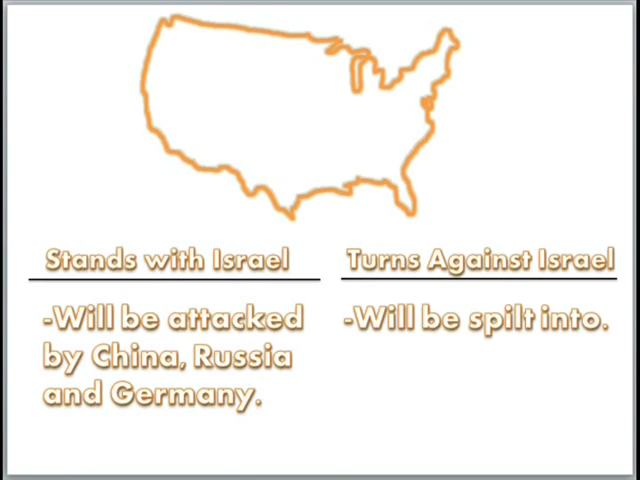 Stands with Israel
Turns Against Israel
-Will be attacked
by China, Russia
and Germany.
-Will be spilt into.